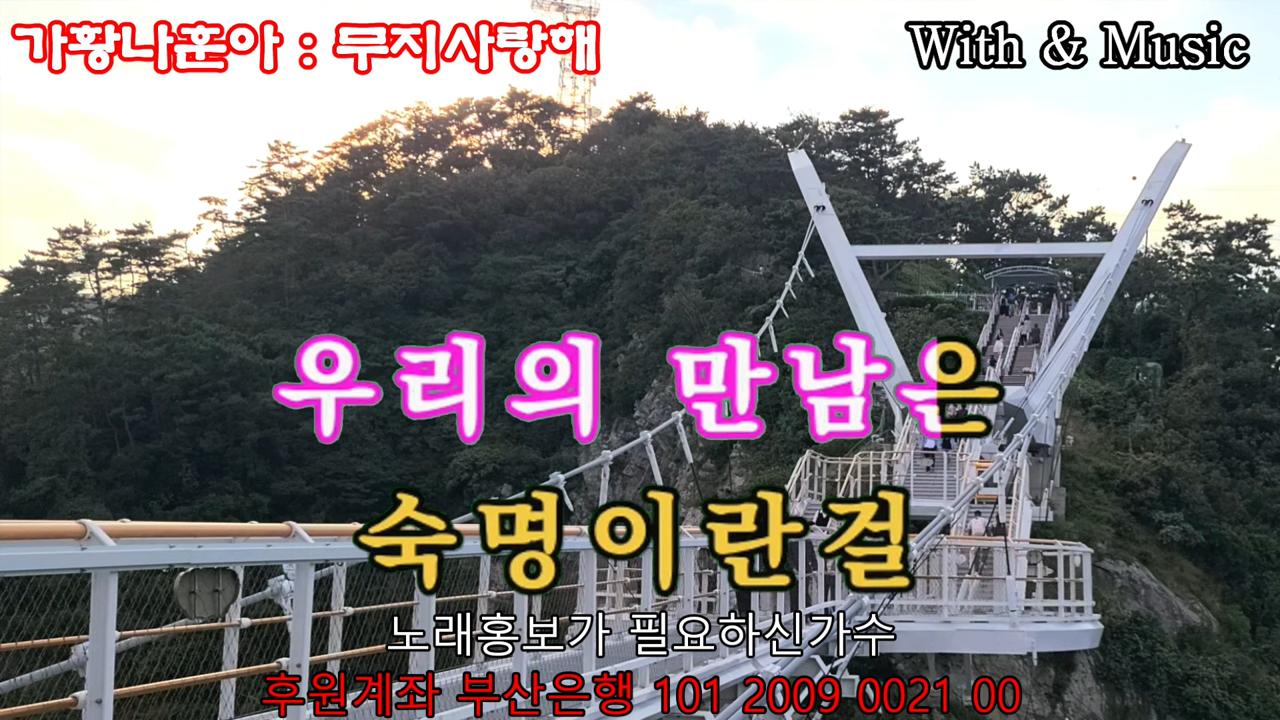 가황나훈아 : 무지사랑해
With & Music
우리의 만남은
숙명이란걸
노래홍보가 필요하신가수
후원계좌 부산은행 101 2009 0021 00